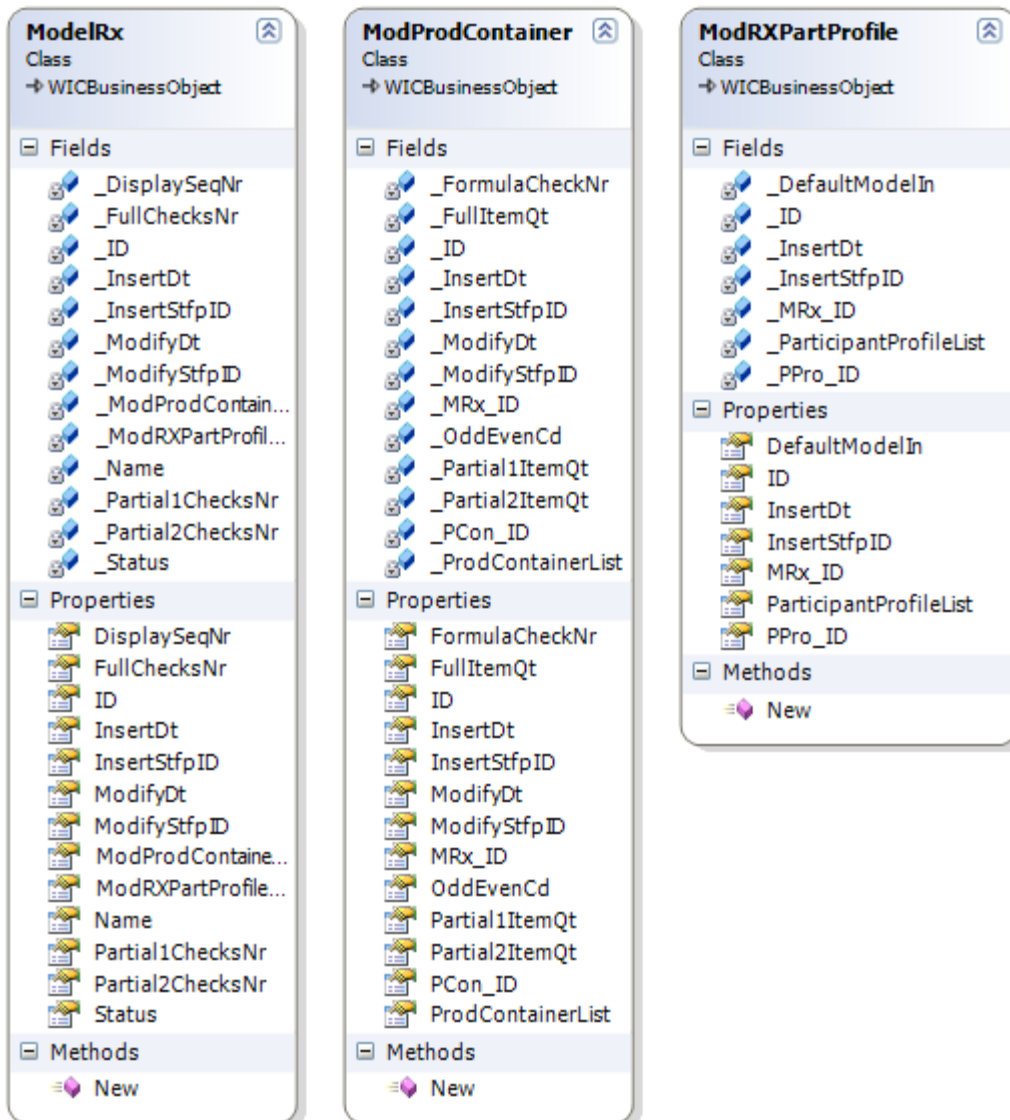 ModelRx
Class
WICBusinessObject
Fields
_DisplaySeqNr
_FullChecksNr
_ID
_InsertDt
_InsertStfpID
_ModifyDt
_ModifyStfpID
_ModProdContain...
_ModRXPartProfil...
_Name
_Partial1ChecksNr
_Partial2ChecksNr
_Status
Properties
DisplaySeqNr
FullChecksNr
ID
InsertDt
InsertStfpID
ModifyDt
ModifyStfpID
ModProdContaine...
ModRXPartProfile...
Name
Partial1ChecksNr
Partial2ChecksNr
Status
Methods
New
ModProdContainer
Class
WICBusinessObject
Fields
_FormulaCheckNr
_FullItemQt
_ID
_InsertDt
_InsertStfpID
_ModifyDt
_ModifyStfpID
_MRx_ID
_OddEvenCd
_Partial1ItemQt
_Partial2ItemQt
_PCon_ID
_ProdContainerList
Properties
FormulaCheckNr
FullItemQt
ID
InsertDt
InsertStfpID
ModifyDt
ModifyStfpID
MRx_ID
OddEvenCd
Partial1ItemQt
Partial2ItemQt
PCon_ID
ProdContainerList
Methods
New
ModRXPartProfile
Class
WICBusinessObject
Fields
_DefaultModelIn
_ID
_InsertDt
_InsertStfpID
_MRx_ID
_ParticipantProfileList
_PPro_ID
Properties
DefaultModelIn
ID
InsertDt
InsertStfpID
MRx_ID
ParticipantProfileList
PPro_ID
Methods
New